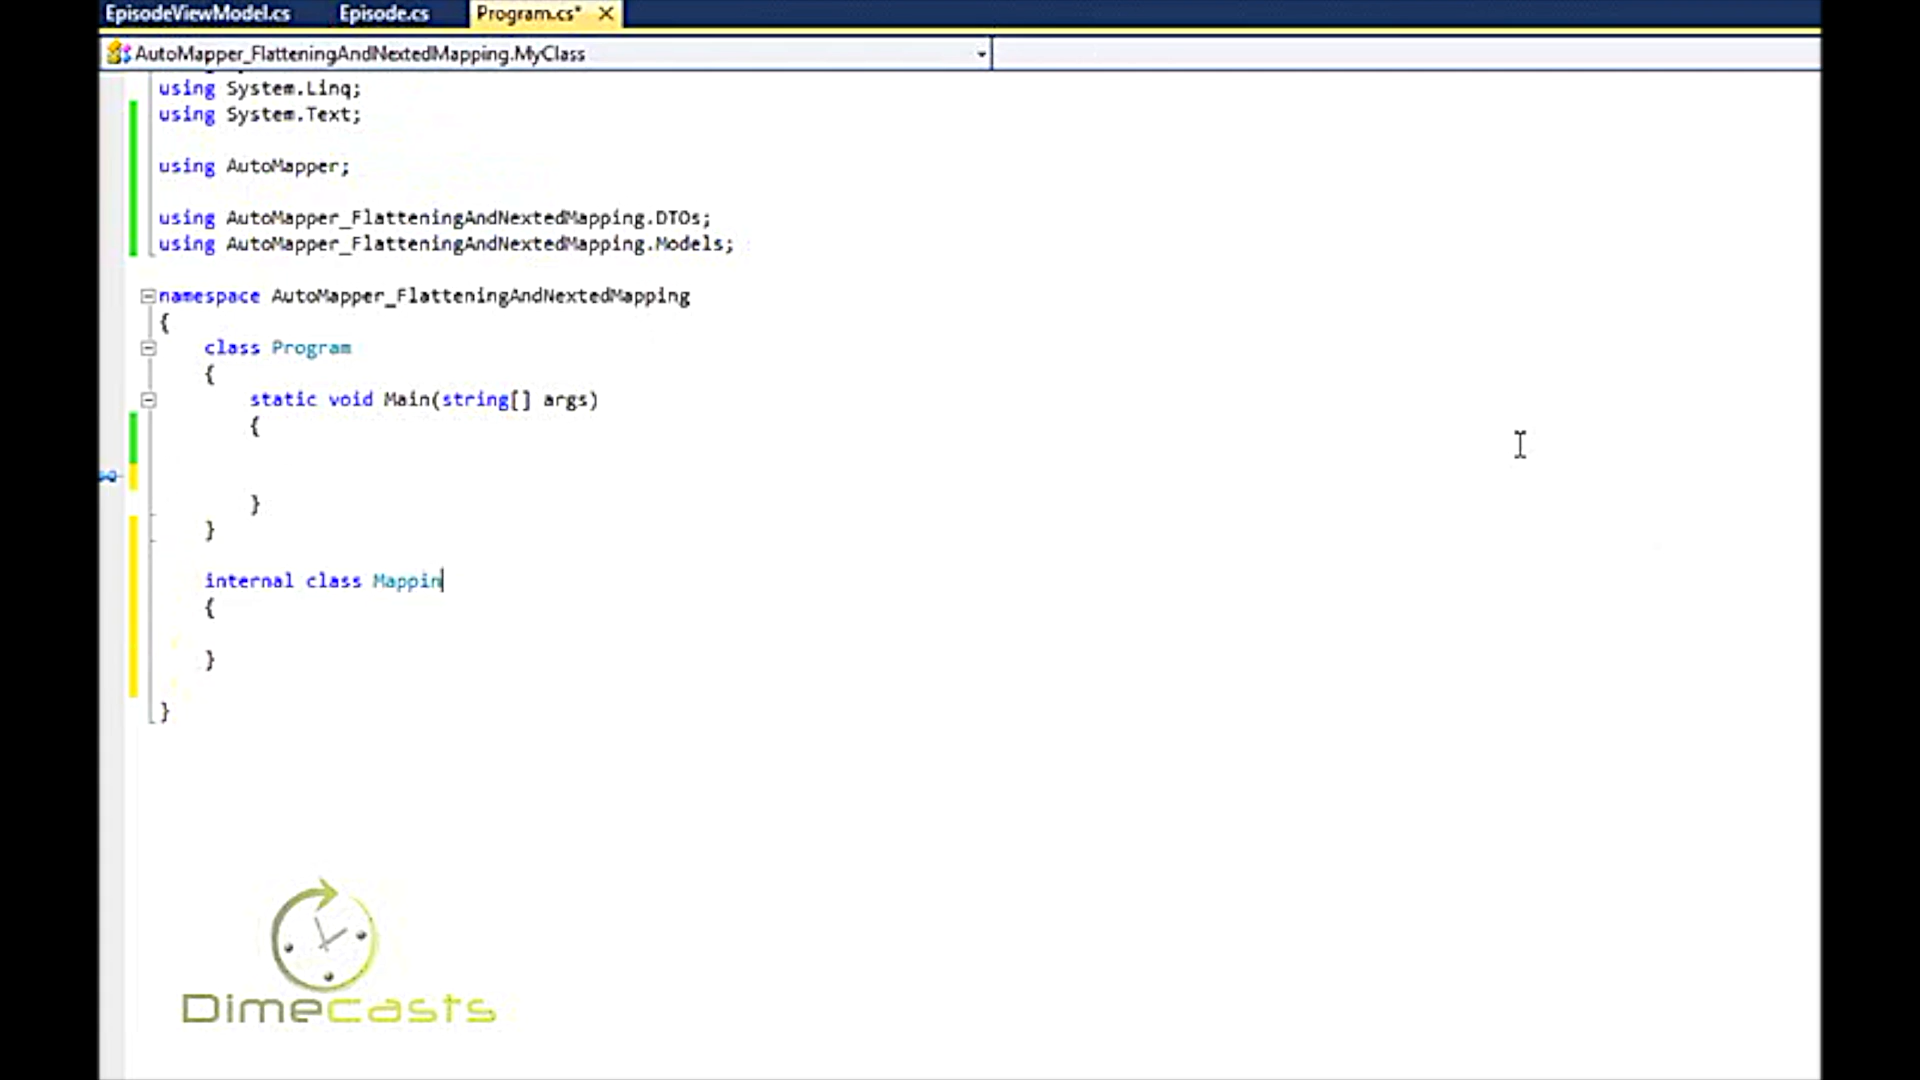 EpisodeViewModel.cs Episode.cs Program.cs* X
AutoMapper_FlatteningAndNextedMapping.MyClass
using System.Linq;
using System.Text;
using AutoMapper;
using AutoMapper_FlatteningAndNextedMapping.DTOs;
using AutoMapper_FlatteningAndNextedMapping.Models;
namespace AutoMapper_FlatteningAndNextedMapping
{
class Program
{
static void Main(string[] args)
{
}
}
internal class Mappin
{
}
}
Dimecasts